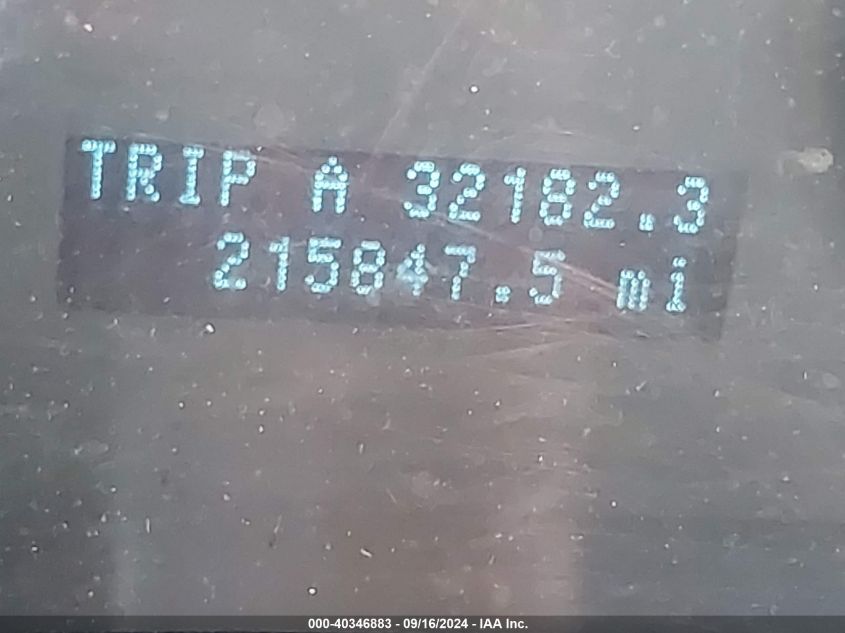 TRIP A 32182.3
215847.5 mi
000-40346883 - 09/16/2024 - IAA Inc.